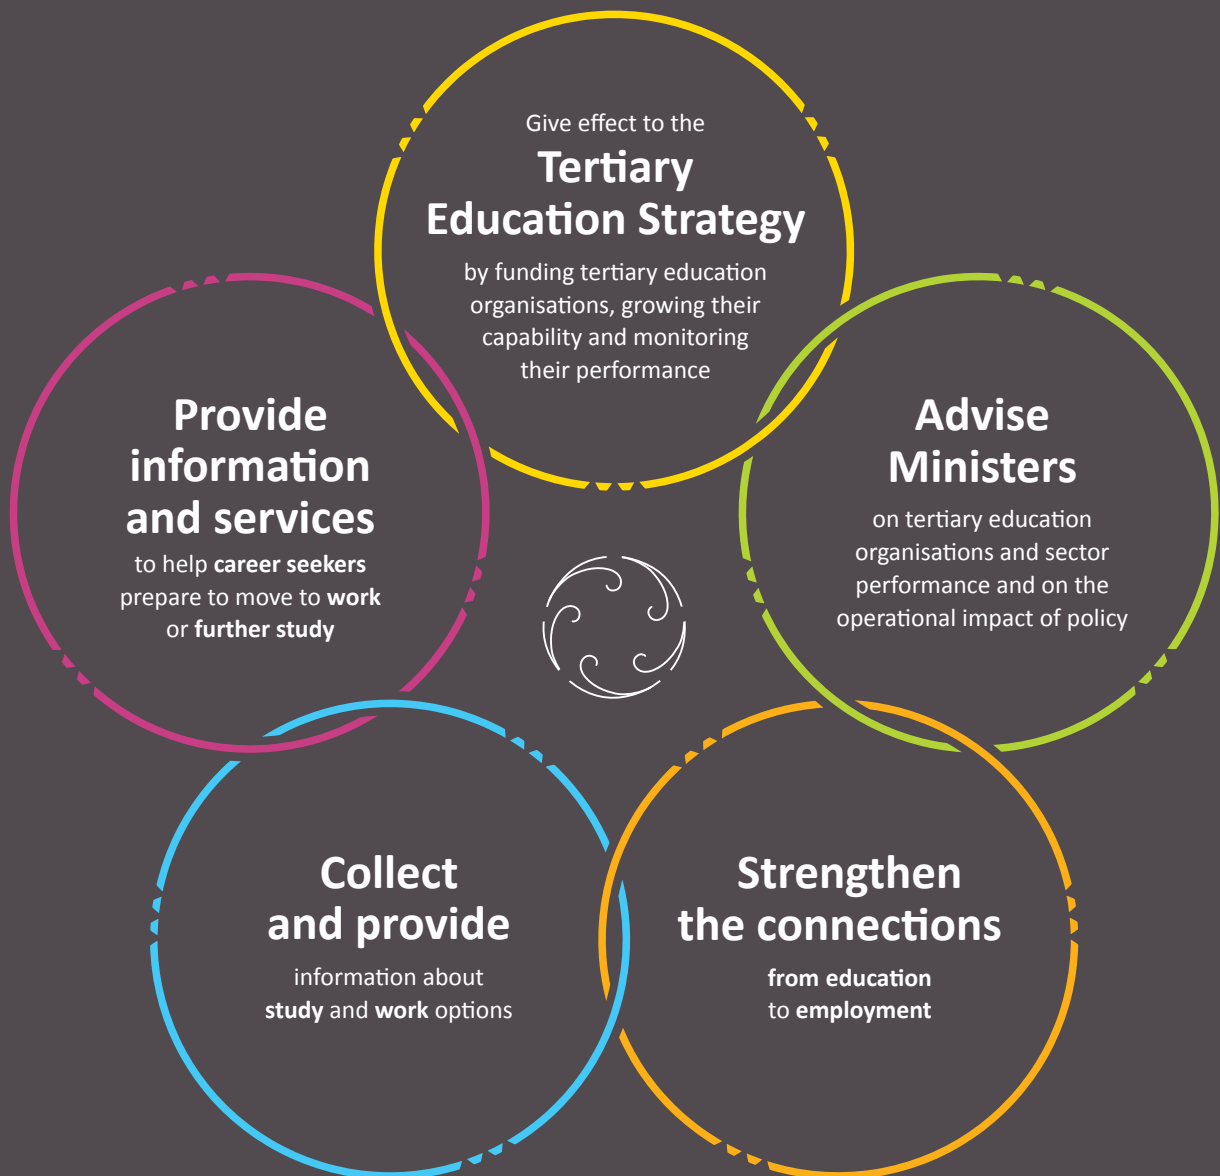 Give effect to the
Tertiary
Education Strategy
by funding tertiary education
organisations, growing their
capability and monitoring
their performance
Provide
information
and services
to help career seekers
prepare to move to work
or further study
Advise
Ministers
on tertiary education
organisations and sector
performance and on the
operational impact of policy
Collect
and provide
information about
study and work options
Strengthen
the connections
from education
to employment